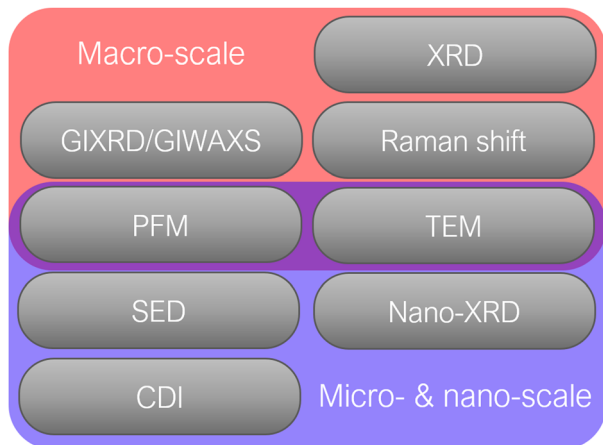 Macro-scale
XRD
GIXRD/GIWAXS
Raman shift
PFM
TEM
SED
Nano-XRD
CDI
Micro- & nano-scale